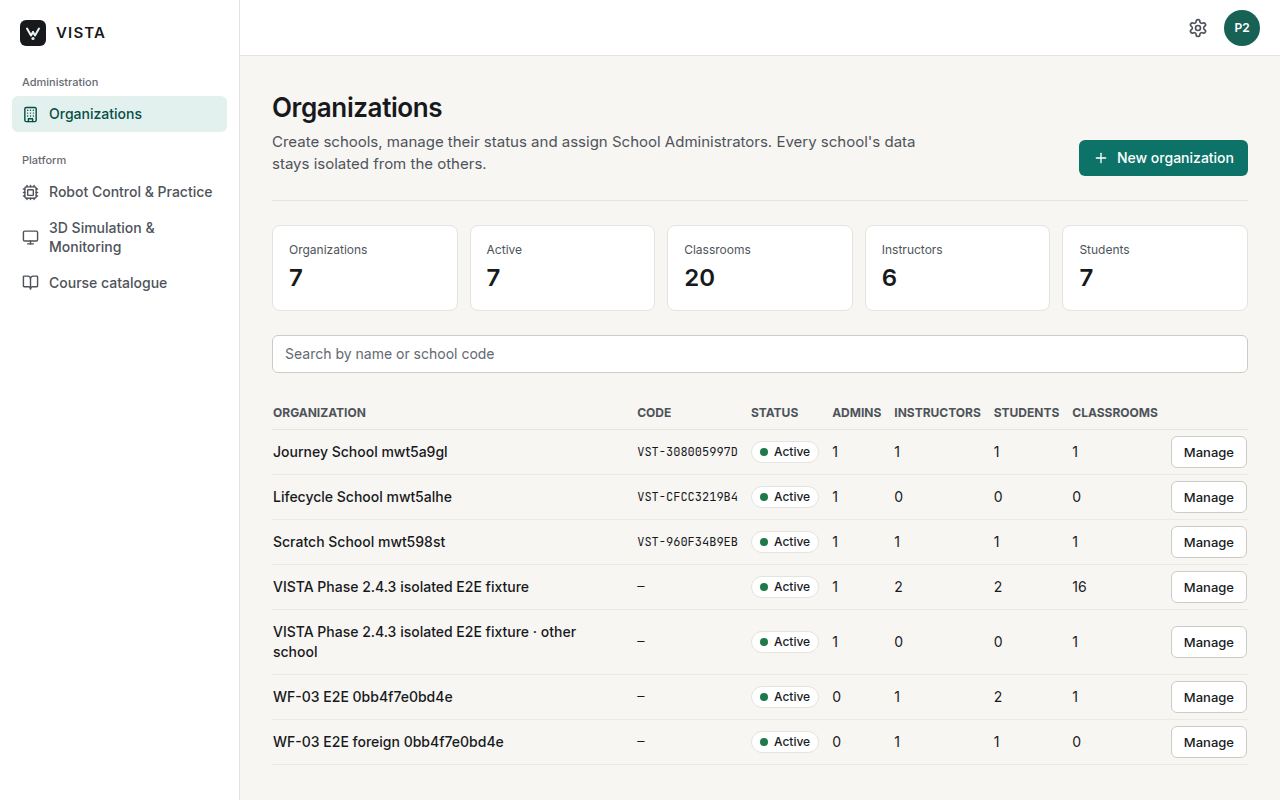 VISTA
P2
Administration
Organizations
Platform
Robot Control & Practice
3D Simulation &
Monitoring
Course catalogue
Organizations
Create schools, manage their status and assign School Administrators. Every school's data
stays isolated from the others.
New organization
Organizations
7
Active
7
Classrooms
20
Instructors
6
Students
7
Search by name or school code
ORGANIZATION CODE STATUS ADMINS INSTRUCTORS STUDENTS CLASSROOMS
Journey School mwt5a9gl VST-308005997D Active 1 1 1 1 Manage
Lifecycle School mwt5alhe VST-CFCC3219B4 Active 1 0 0 0 Manage
Scratch School mwt598st VST-960F34B9EB Active 1 1 1 1 Manage
VISTA Phase 2.4.3 isolated E2E fixture – Active 1 2 2 16 Manage
VISTA Phase 2.4.3 isolated E2E fixture · other
school – Active 1 0 0 1 Manage
WF-03 E2E 0bb4f7e0bd4e – Active 0 1 2 1 Manage
WF-03 E2E foreign 0bb4f7e0bd4e – Active 0 1 1 0 Manage